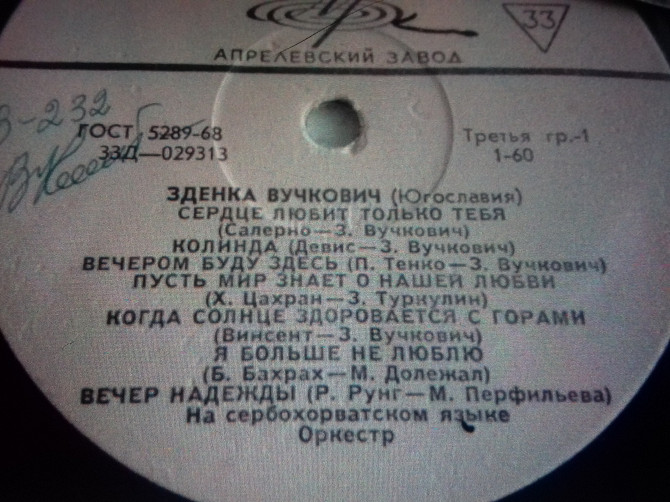 33
АПРЕЛЕВСКИЙ ЗАВОД
ГОСТ 5289-68
33Д—029313
Третья гр.-1
1-60
ЗДЕНКА ВУЧКОВИЧ (Югославия)
СЕРДЦЕ ЛЮБИТ ТОЛЬКО ТЕБЯ
(Салерно—З. Вучкович)
КОЛИНДА (Девис—З. Вучкович)
ВЕЧЕРОМ БУДУ ЗДЕСЬ (П. Тенко—З. Вучкович)
ПУСТЬ МИР ЗНАЕТ О НАШЕЙ ЛЮБВИ
(Х. Цахран—З. Туркулин)
КОГДА СОЛНЦЕ ЗДОРОВАЕТСЯ С ГОРАМИ
(Винсент—З. Вучкович)
Я БОЛЬШЕ НЕ ЛЮБЛЮ
(Б. Бахрах—М. Долежал)
ВЕЧЕР НАДЕЖДЫ (Р. Рунг—М. Перфильева)
На сербохорватском языке
Оркестр